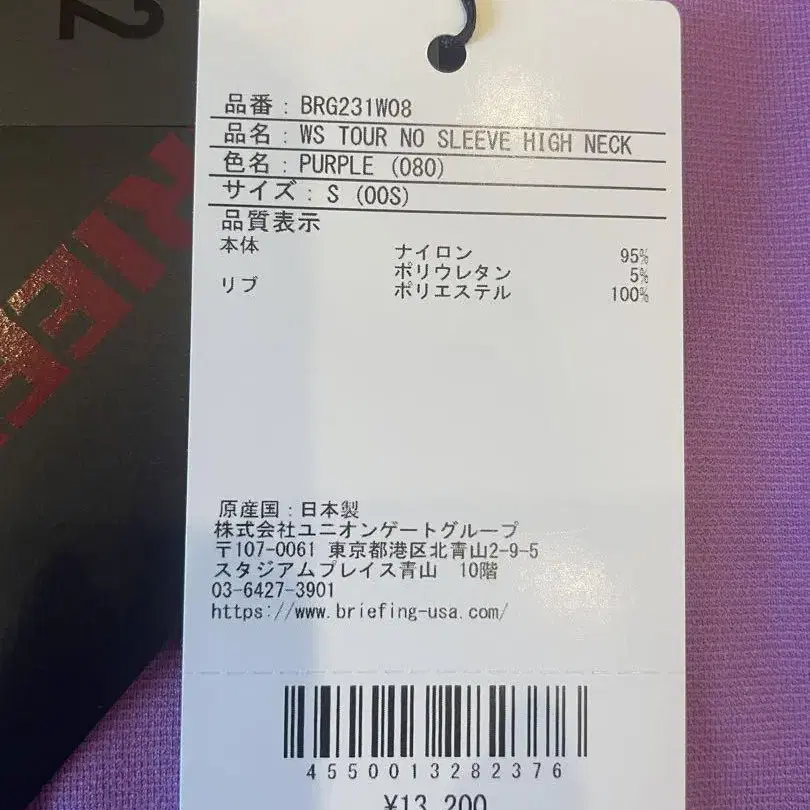 2
品番：BRG231W08
品名：WS TOUR NO SLEEVE HIGH NECK
色名：PURPLE (080)
サイズ：S (00S)
品質表示
本体 ナイロン 95%
ポリウレタン 5%
リブ ポリエステル 100%
原産国：日本製
株式会社ユニオンゲートグループ
〒107-0061 東京都港区北青山2-9-5
スタジアムプレイス青山 10階
03-6427-3901
https://www.briefing-usa.com/
4550013282376
¥13,200